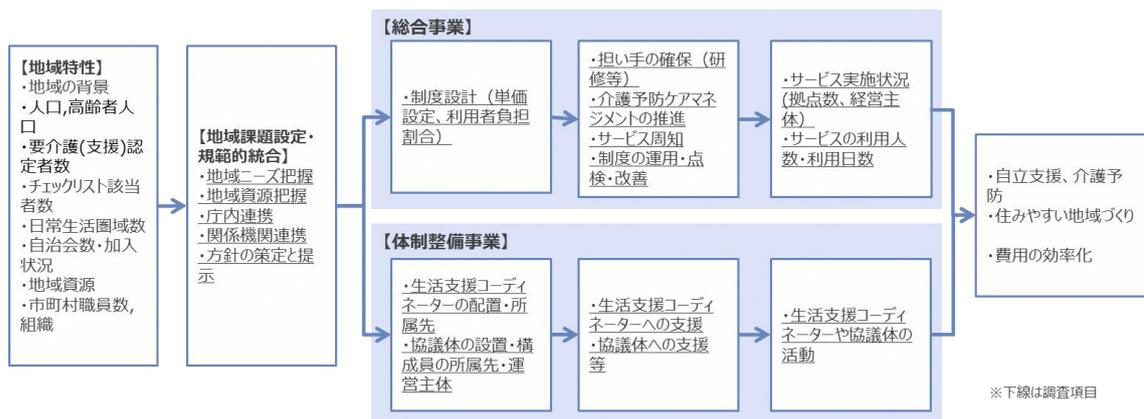 【地域特性】
・地域の背景
・人口,高齢者人
口
・要介護(支援)認
定者数
・チェックリスト該当
者数
・日常生活圏域数
・自治会数・加入
状況
・地域資源
・市町村職員数,
組織
【地域課題設定・
規範的統合】
・地域ニーズ把握
・地域資源把握
・庁内連携
・関係機関連携
・方針の策定と提
示
【総合事業】
・制度設計（単価
設定、利用者負担
割合）
・担い手の確保（研
修等）
・介護予防ケアマネ
ジメントの推進
・サービス周知
・制度の運用・点
検・改善
・サービス実施状況
(拠点数、経営主
体）
・サービスの利用人
数・利用日数
【体制整備事業】
・生活支援コーディ
ネーターの配置・所
属先
・協議体の設置・構
成員の所属先・運
営主体
・生活支援コーディ
ネーターへの支援
・協議体への支援
等
・生活支援コーディ
ネーターや協議体の
活動
・自立支援、介護予
防
・住みやすい地域づくり
・費用の効率化
※下線は調査項目